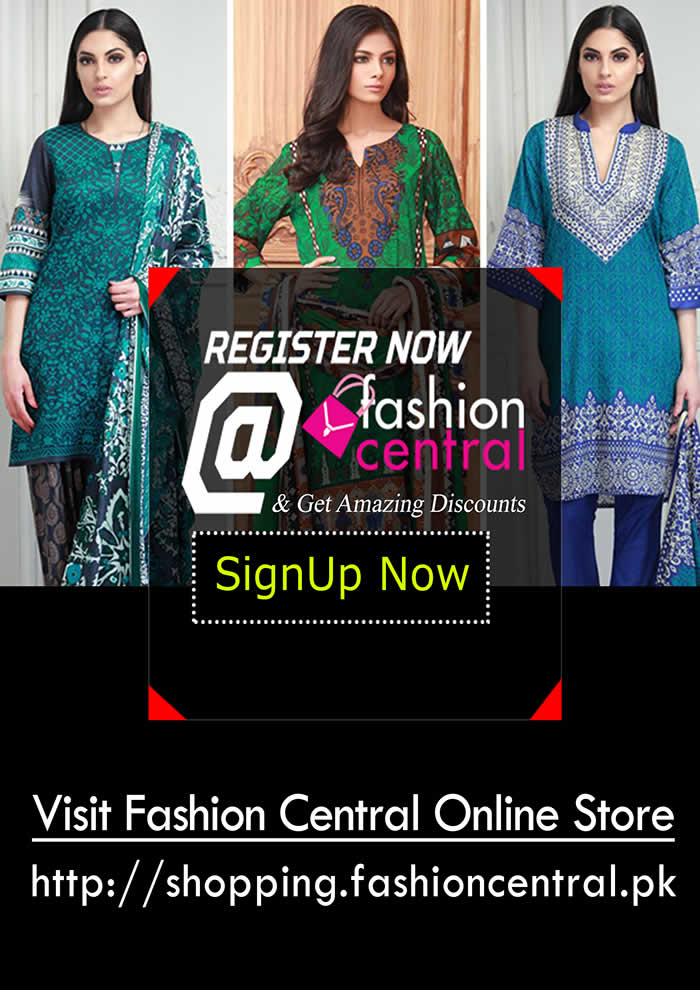 REGISTER NOW
@ fashion
central
& Get Amazing Discounts
SignUp Now
Visit Fashion Central Online Store
http://shopping.fashioncentral.pk